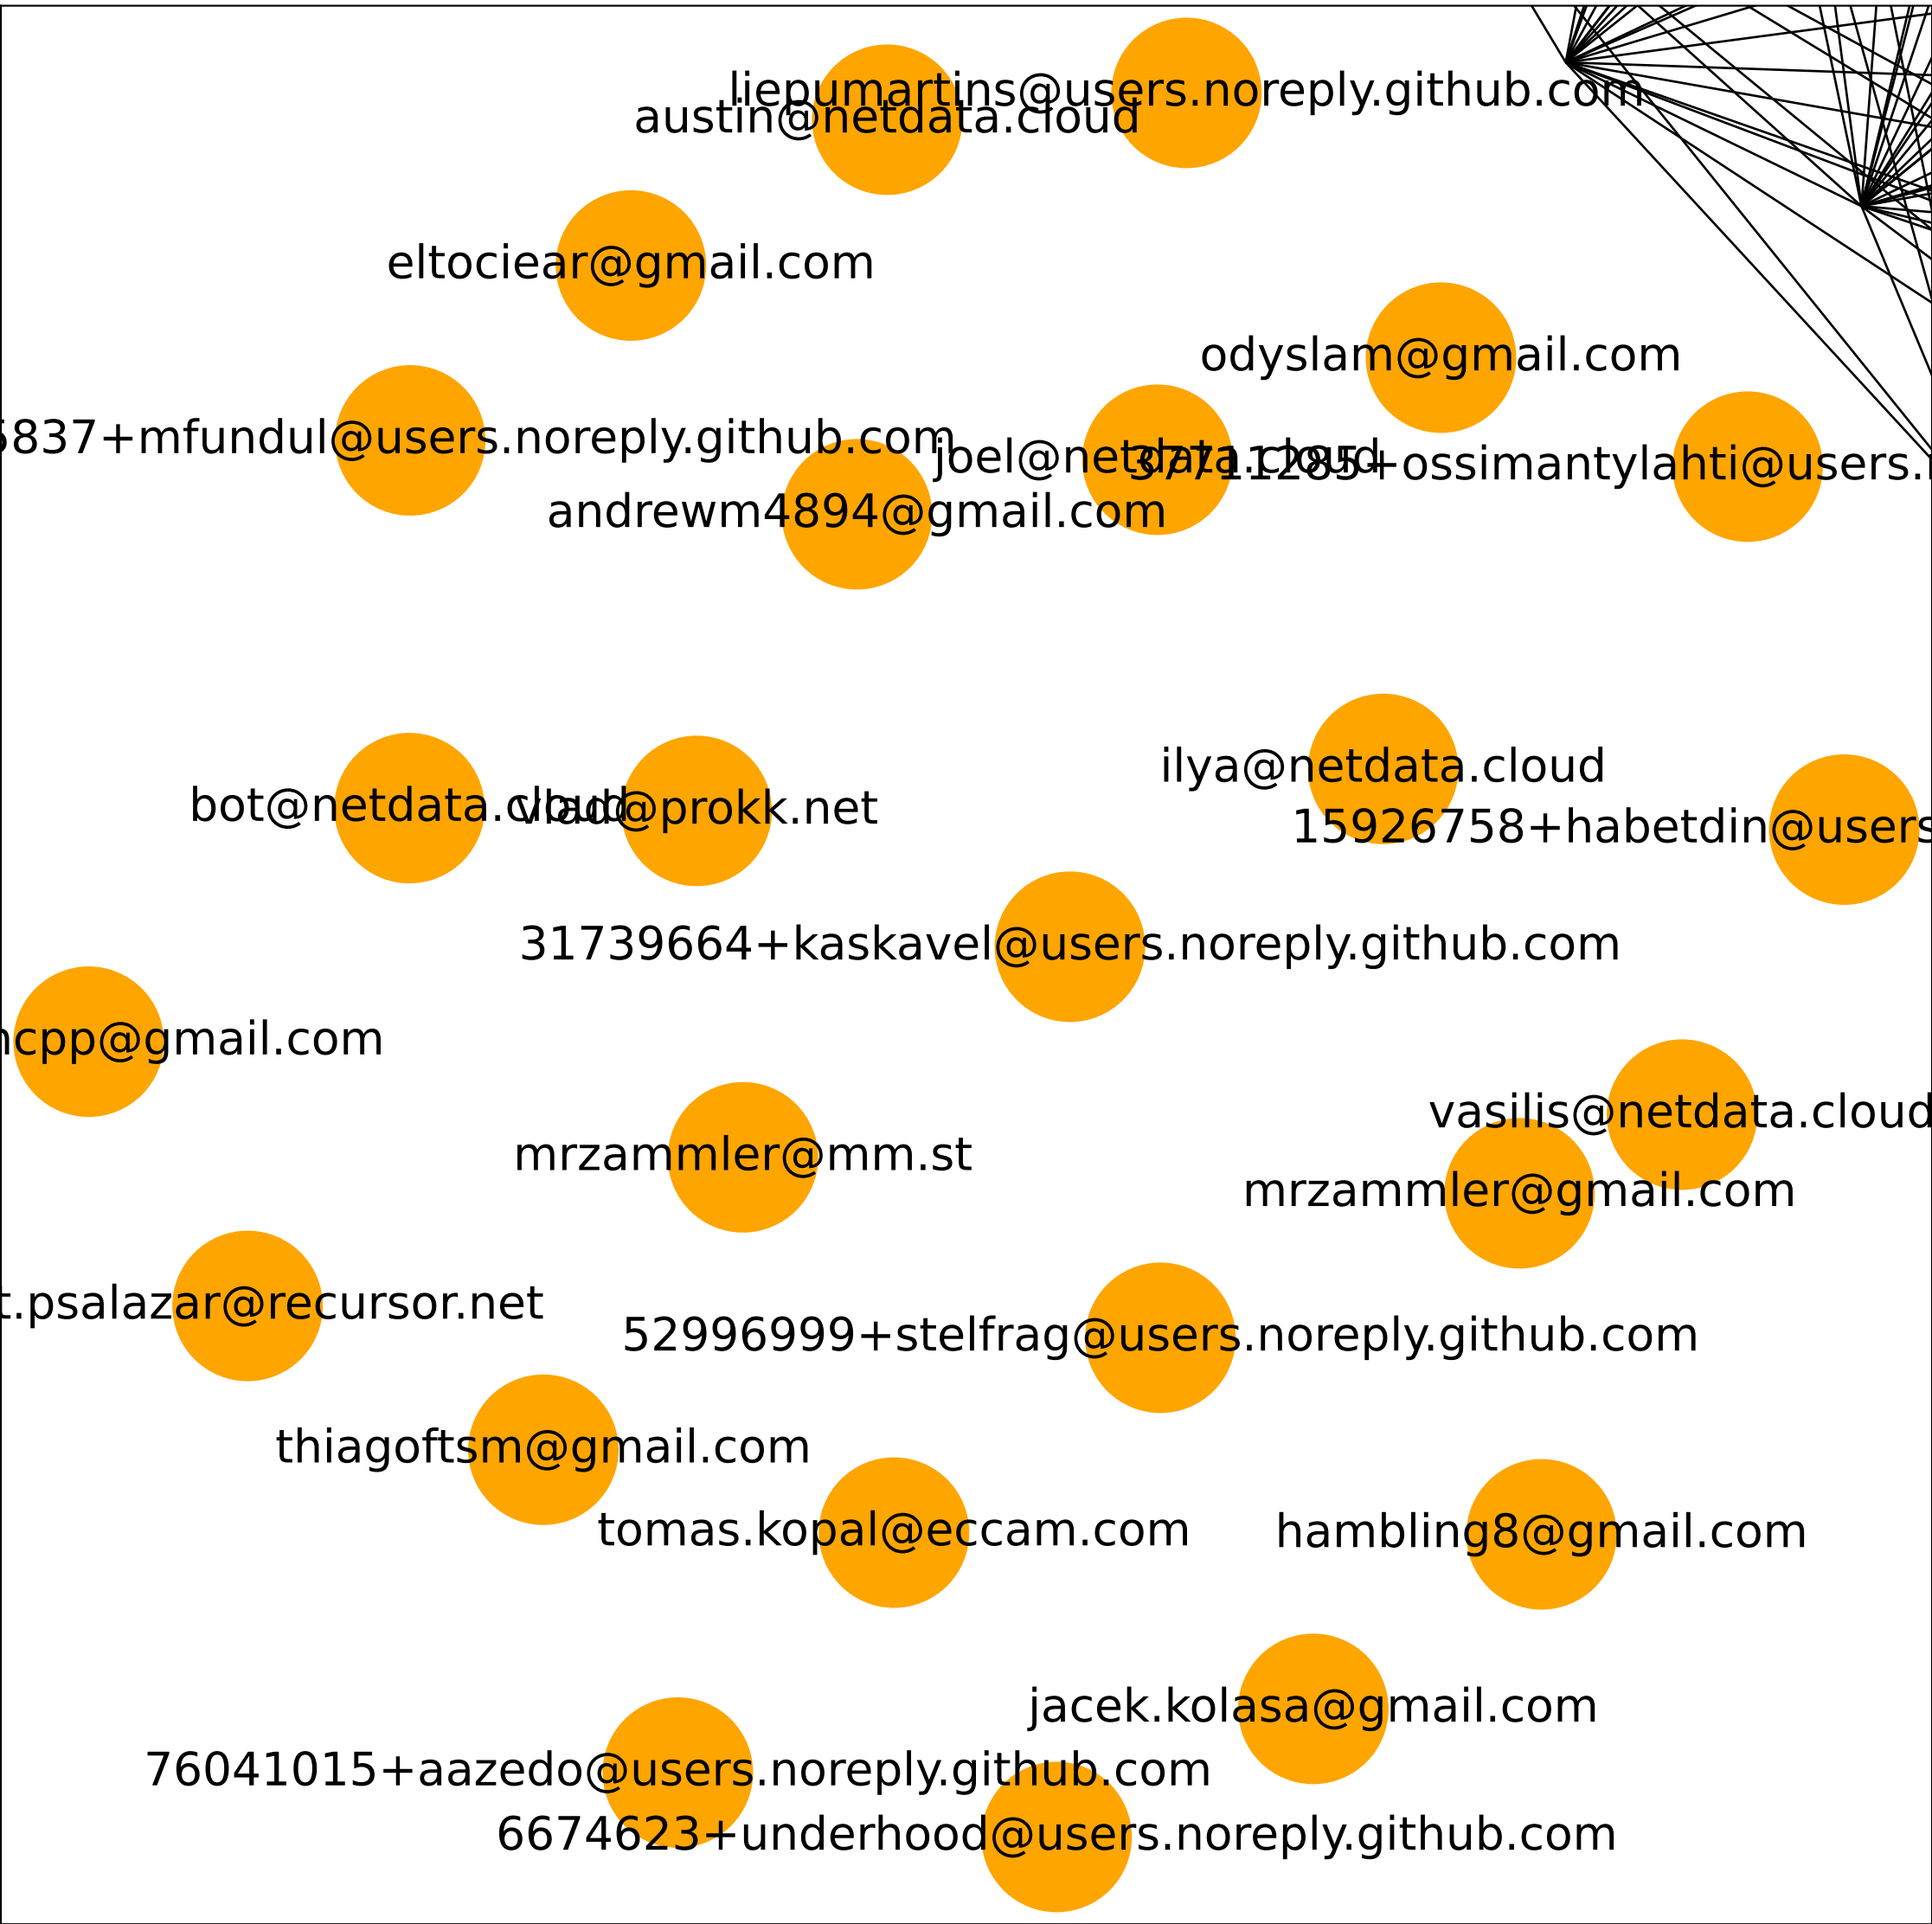 liepumartins@users.noreply.github.com
austin@netdata.cloud
eltociear@gmail.com
odyslam@gmail.com
5837+mfundul@users.noreply.github.com
joel@netdata.cloud
37711285+ossimantylahti@users.
andrewm4894@gmail.com
ilya@netdata.cloud
bot@netdata.cloud
vlad@prokk.net
15926758+habetdin@users
31739664+kaskavel@users.noreply.github.com
ncpp@gmail.com
vasilis@netdata.cloud
mrzammler@mm.st
mrzammler@gmail.com
t.psalazar@recursor.net
52996999+stelfrag@users.noreply.github.com
thiagoftsm@gmail.com
tomas.kopal@eccam.com
hambling8@gmail.com
jacek.kolasa@gmail.com
76041015+aazedo@users.noreply.github.com
6674623+underhood@users.noreply.github.com